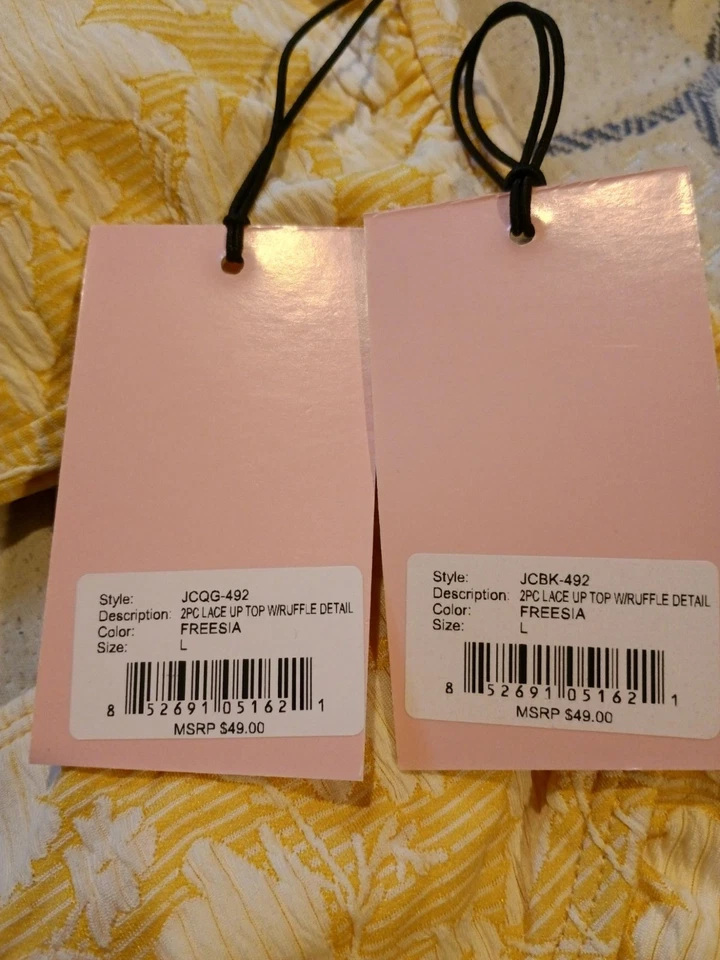 Style: JCQG-492
Description: 2PC LACE UP TOP W/RUFFLE DETAIL
Color: FREESIA
Size: L
8 52691 05162 1
MSRP $49.00
Style: JCBK-492
Description: 2PC LACE UP TOP W/RUFFLE DETAIL
Color: FREESIA
Size: L
8 52691 05162 1
MSRP $49.00